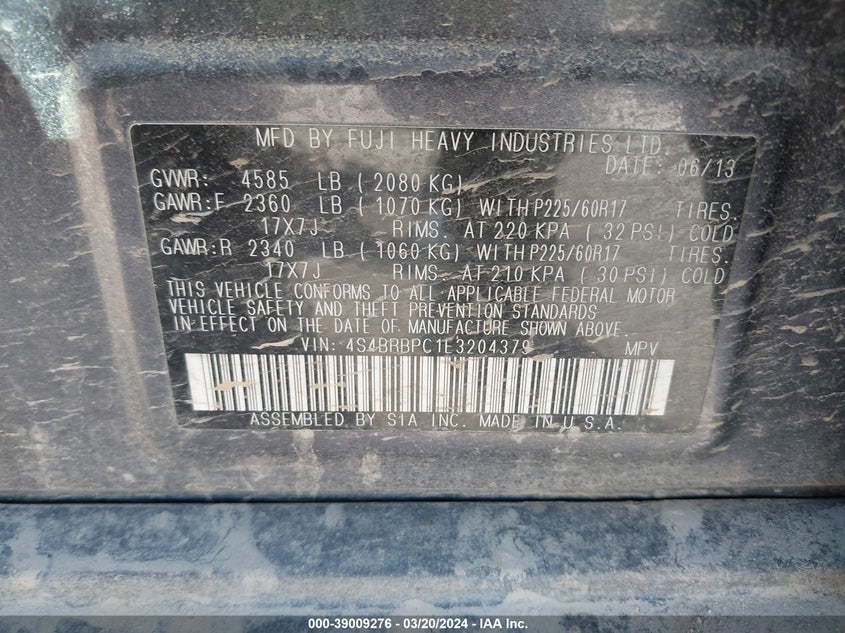 MFD BY FUJI HEAVY INDUSTRIES LTD.
DATE: 06/13
GVWR: 4585 LB (2080 KG)
GAWR:F 2360 LB (1070 KG) WITH P225/60R17 TIRES.
17X7J RIMS. AT 220 KPA (32 PSI) COLD
GAWR:R 2340 LB (1060 KG) WITH P225/60R17 TIRES.
17X7J RIMS. AT 210 KPA (30 PSI) COLD
THIS VEHICLE CONFORMS TO ALL APPLICABLE FEDERAL MOTOR
VEHICLE SAFETY AND THEFT PREVENTION STANDARDS
IN EFFECT ON THE DATE OF MANUFACTURE SHOWN ABOVE.
VIN: 4S4BRBPC1E3204379 MPV
ASSEMBLED BY SIA INC. MADE IN U.S.A.
000-39009276 — 03/20/2024 — IAA Inc.